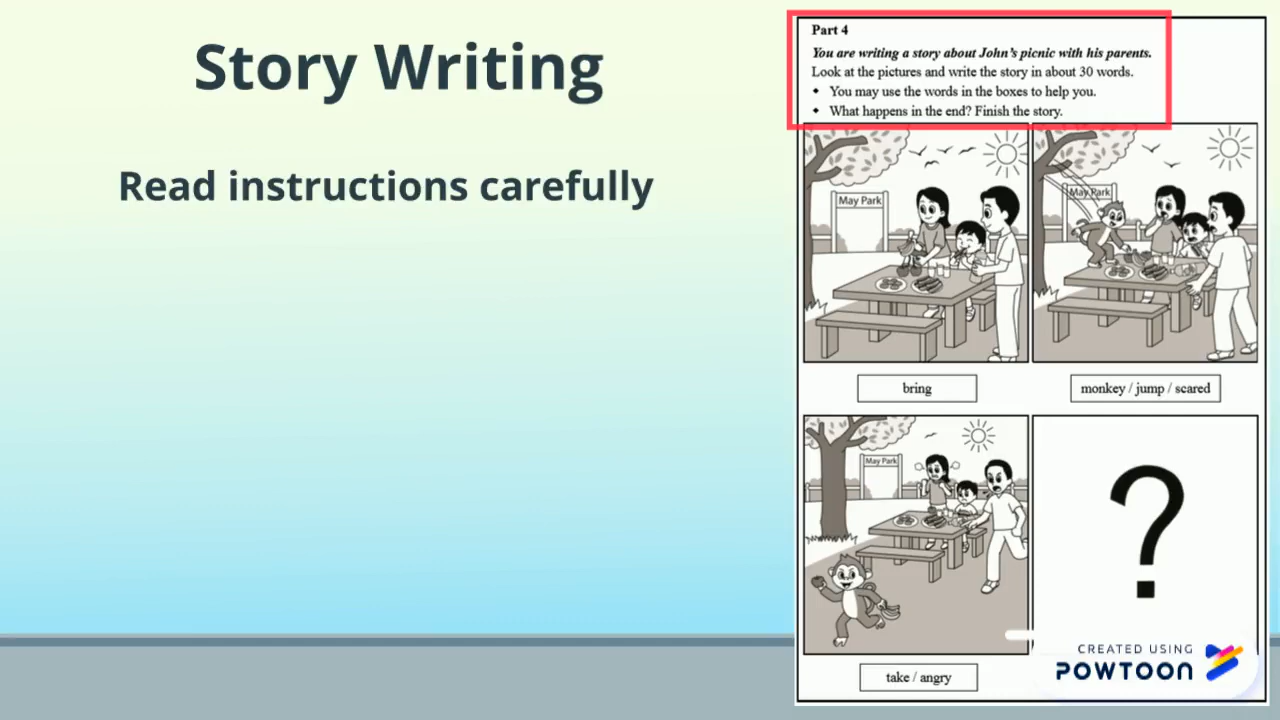 Story Writing
Read instructions carefully
Part 4
You are writing a story about John's picnic with his parents.
Look at the pictures and write the story in about 30 words.
◆ You may use the words in the boxes to help you.
◆ What happens in the end? Finish the story.
May Park
May Park
bring
monkey / jump / scared
May Park
?
take / angry
CREATED USING
POWTOON